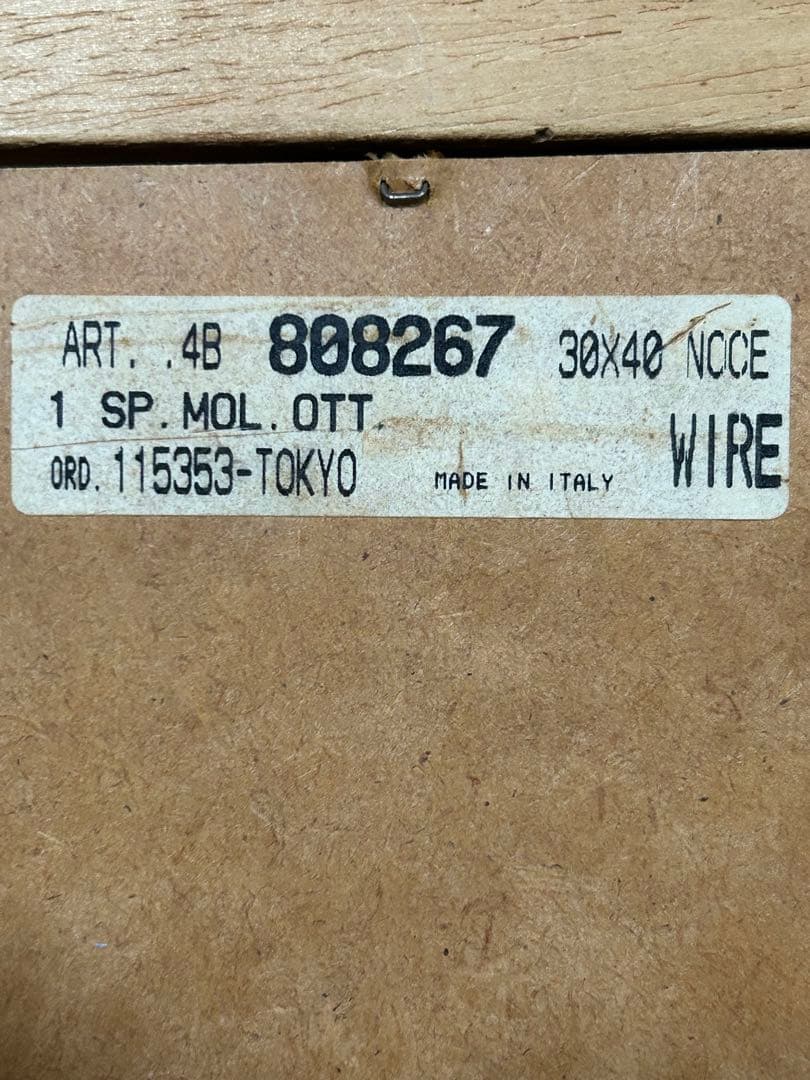 ART. .4B 808267 30X40 NOCE
1 SP.MOL.OTT. WIRE
ORD. 115353-TOKYO MADE IN ITALY